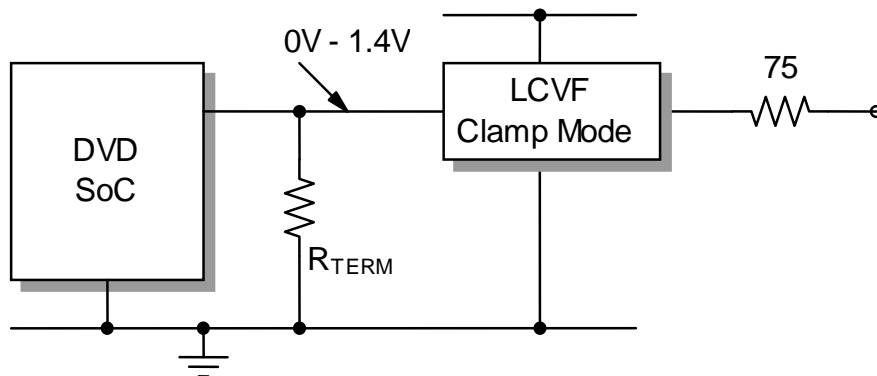 0V - 1.4V
75
LCVF
Clamp Mode
DVD
SoC
RTERM